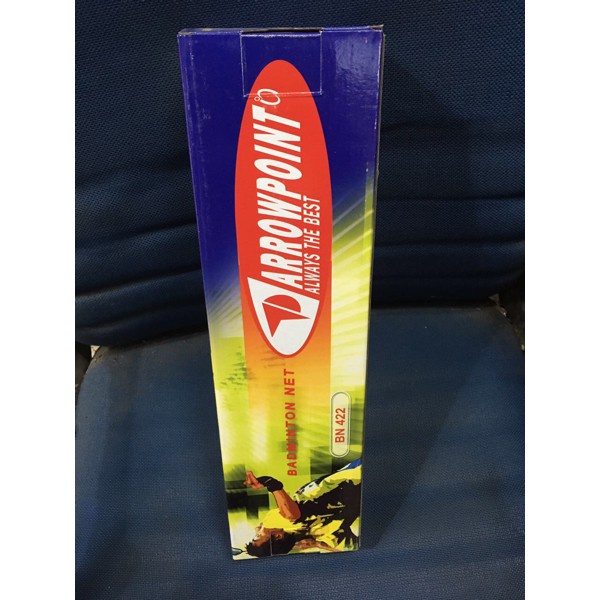 ARROWPOINT
ALWAYS THE BEST
BADMINTON NET
BN 422